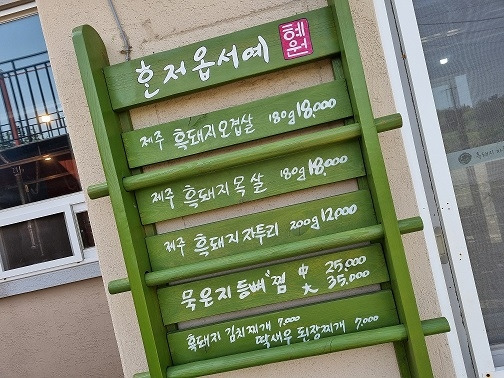 혼저옵서예 혜원
제주 흑돼지오겹살 180g 18,000
제주 흑돼지목살 180g 18,000
제주 흑돼지자투리 200g 12,000
묵은지등뼈찜 中 25,000
大 35,000
흑돼지 김치찌개 7,000
딱새우 된장찌개 7,000